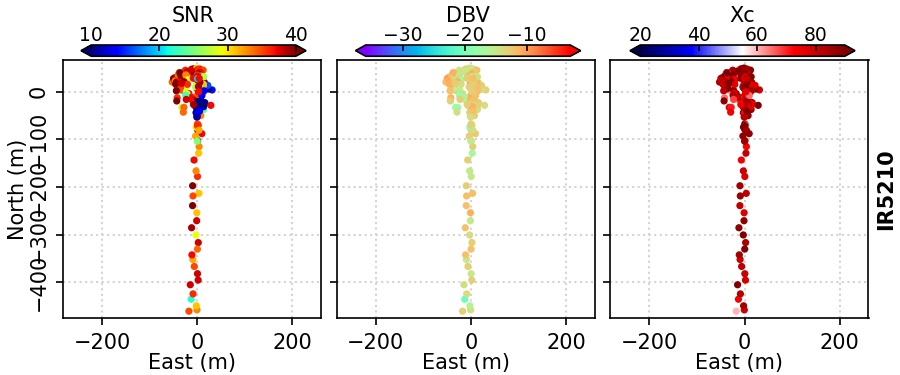 SNR DBV Xc
10 20 30 40 −30 −20 −10 20 40 60 80
0
−100
−200
−300
−400
North (m)
IR5210
−200 0 200 −200 0 200 −200 0 200
East (m) East (m) East (m)